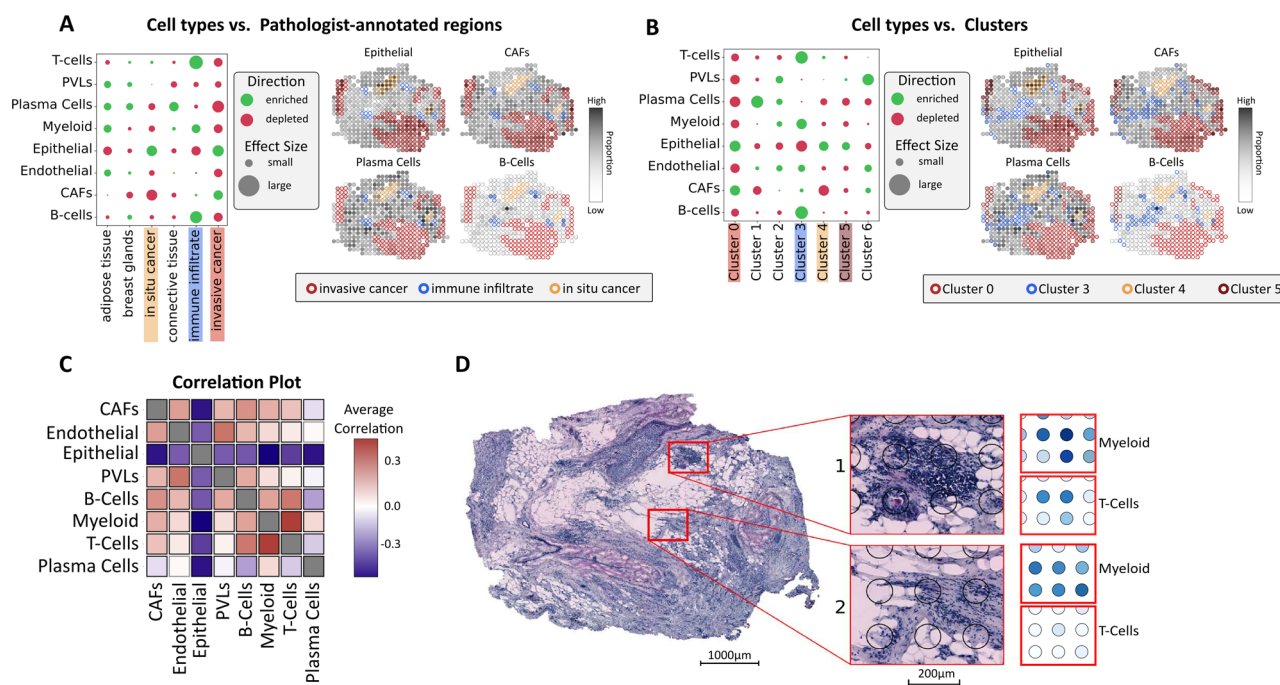 A
Cell types vs. Pathologist-annotated regions
T-cells
PVLs
Plasma Cells
Myeloid
Epithelial
Endothelial
CAFs
B-cells
adipose tissue
breast glands
in situ cancer
connective tissue
immune infiltrate
invasive cancer
Direction
enriched
depleted
Effect Size
small
large
Epithelial
CAFs
Plasma Cells
B-Cells
High
Proportion
Low
invasive cancer
immune infiltrate
in situ cancer
B
Cell types vs. Clusters
T-cells
PVLs
Plasma Cells
Myeloid
Epithelial
Endothelial
CAFs
B-cells
Cluster 0
Cluster 1
Cluster 2
Cluster 3
Cluster 4
Cluster 5
Cluster 6
Direction
enriched
depleted
Effect Size
small
large
Epithelial
CAFs
Plasma Cells
B-Cells
High
Proportion
Low
Cluster 0
Cluster 3
Cluster 4
Cluster 5
C
Correlation Plot
CAFs
Endothelial
Epithelial
PVLs
B-Cells
Myeloid
T-Cells
Plasma Cells
CAFs
Endothelial
Epithelial
PVLs
B-Cells
Myeloid
T-Cells
Plasma Cells
Average
Correlation
0.3
0.0
-0.3
D
1
Myeloid
T-Cells
2
Myeloid
T-Cells
1000µm
200µm